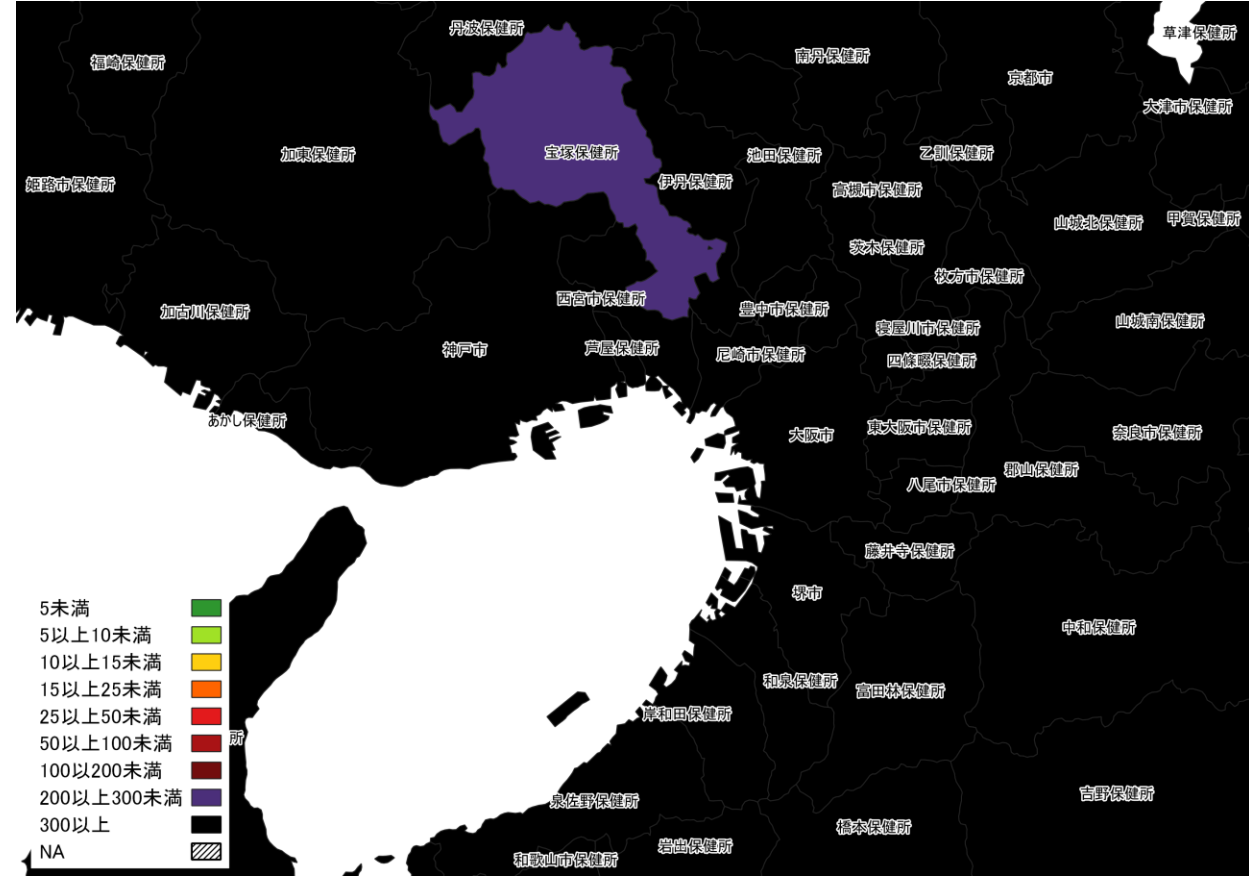 丹波保健所
草津保健所
福崎保健所
南丹保健所
京都市
大津市保健所
加東保健所
宝塚保健所
池田保健所
乙訓保健所
姫路市保健所
伊丹保健所
高槻市保健所
山城北保健所
甲賀保健所
茨木保健所
枚方市保健所
加古川保健所
西宮市保健所
豊中市保健所
寝屋川市保健所
山城南保健所
神戸市
芦屋保健所
尼崎市保健所
四條畷保健所
あかし保健所
大阪市
東大阪市保健所
奈良市保健所
郡山保健所
八尾市保健所
藤井寺保健所
堺市
中和保健所
和泉保健所
富田林保健所
岸和田保健所
所
泉佐野保健所
吉野保健所
橋本保健所
岩出保健所
和歌山市保健所
5未満
5以上10未満
10以上15未満
15以上25未満
25以上50未満
50以上100未満
100以200未満
200以上300未満
300以上
NA